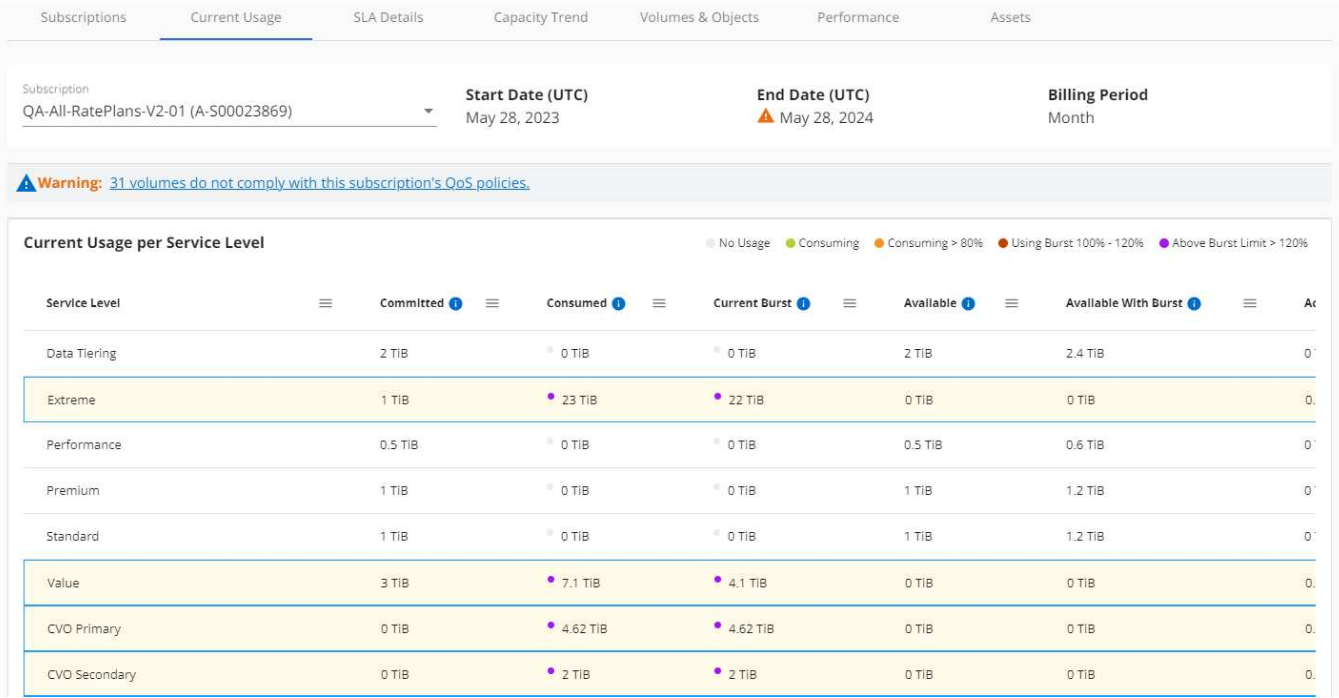 Subscriptions Current Usage SLA Details Capacity Trend Volumes & Objects Performance Assets
Subscription
QA-All-RatePlans-V2-01 (A-S00023869)
Start Date (UTC) End Date (UTC) Billing Period
May 28, 2023 May 28, 2024 Month
Warning: 31 volumes do not comply with this subscription's QoS policies.
Current Usage per Service Level
No Usage Consuming Consuming > 80% Using Burst 100% - 120% Above Burst Limit > 120%
Service Level Committed Consumed Current Burst Available Available With Burst
Data Tiering 2 TiB 0 TiB 0 TiB 2 TiB 2.4 TiB 0
Extreme 1 TiB 23 TiB 22 TiB 0 TiB 0 TiB 0.
Performance 0.5 TiB 0 TiB 0 TiB 0.5 TiB 0.6 TiB 0
Premium 1 TiB 0 TiB 0 TiB 1 TiB 1.2 TiB 0
Standard 1 TiB 0 TiB 0 TiB 1 TiB 1.2 TiB 0
Value 3 TiB 7.1 TiB 4.1 TiB 0 TiB 0 TiB 0.
CVO Primary 0 TiB 4.62 TiB 4.62 TiB 0 TiB 0 TiB 0.
CVO Secondary 0 TiB 2 TiB 2 TiB 0 TiB 0 TiB 0.